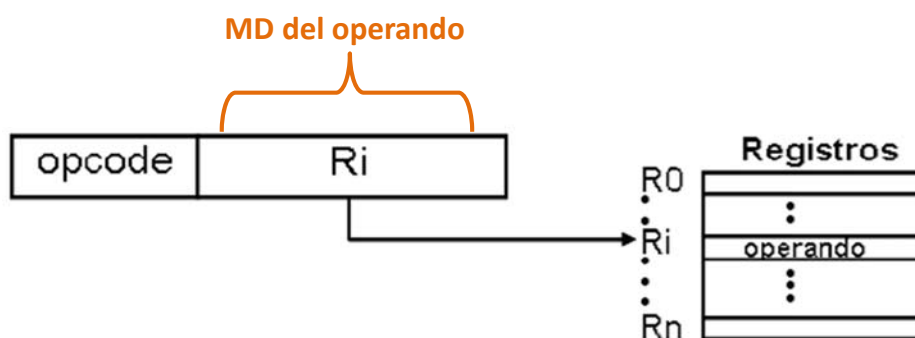 MD del operando
opcode Ri
Registros
R0
Ri operando
Rn